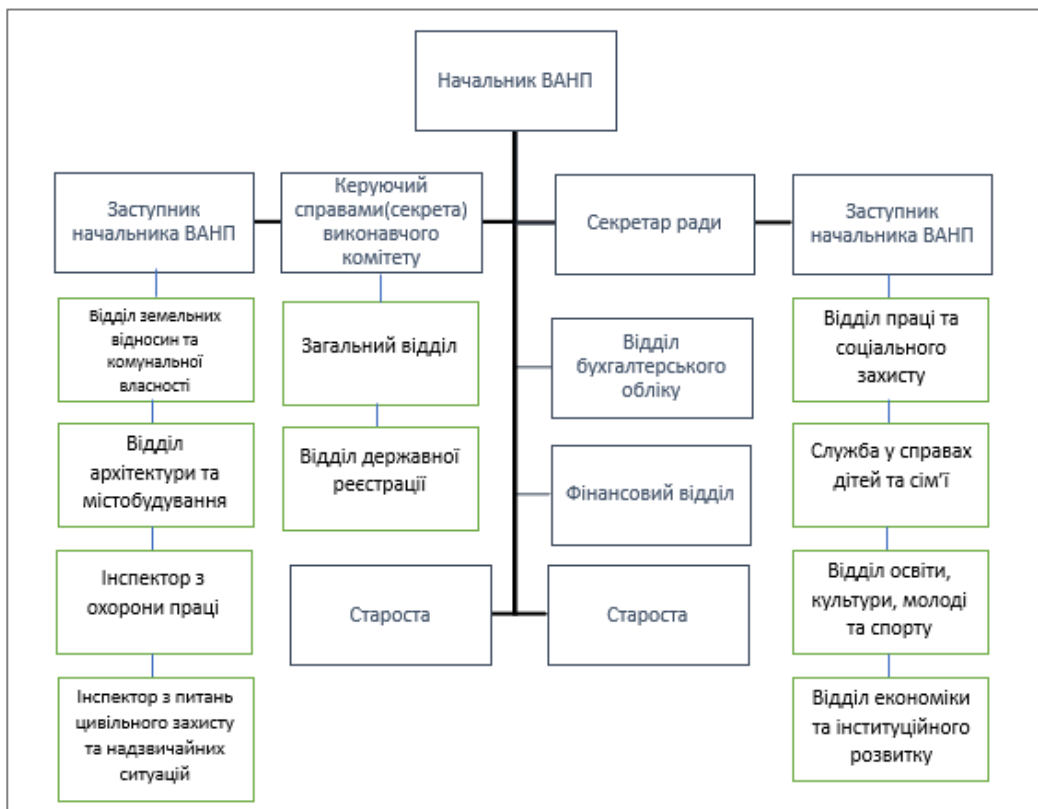 Начальник ВАНП
Заступник
начальника ВАНП
Керуючий
справами(секрета)
виконавчого
комітету
Секретар ради
Заступник
начальника ВАНП
Відділ земельних
відносин та
комунальної
власності
Загальний відділ
Відділ
бухгалтерського
обліку
Відділ праці та
соціального
захисту
Відділ
архітектури та
містобудування
Відділ державної
реєстрації
Фінансовий відділ
Служба у справах
дітей та сім’ї
Інспектор з
охорони праці
Староста
Староста
Відділ освіти,
культури, молоді
та спорту
Інспектор з питань
цивільного захисту
та надзвичайних
ситуацій
Відділ економіки
та інституційного
розвитку